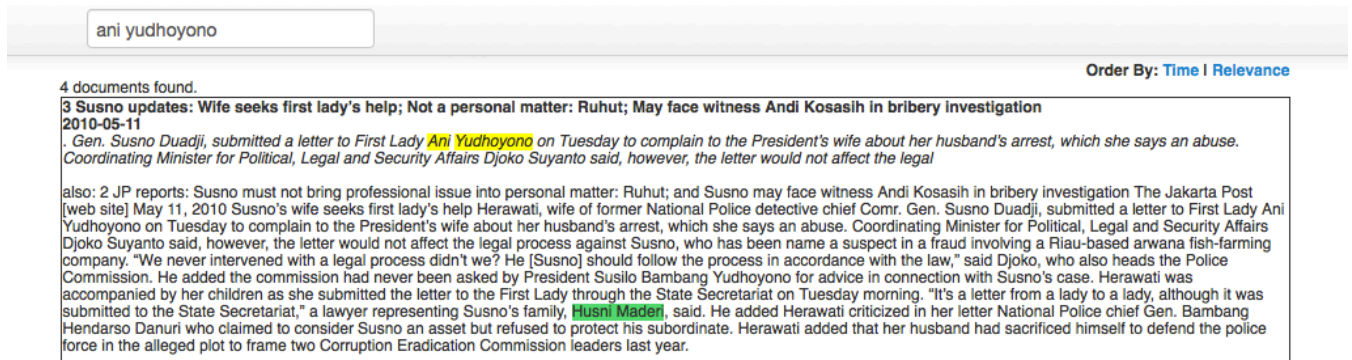 ani yudhoyono
Order By: Time | Relevance
4 documents found.
3 Susno updates: Wife seeks first lady's help; Not a personal matter: Ruhut; May face witness Andi Kosasih in bribery investigation
2010-05-11
. Gen. Susno Duadji, submitted a letter to First Lady Ani Yudhoyono on Tuesday to complain to the President's wife about her husband's arrest, which she says an abuse.
Coordinating Minister for Political, Legal and Security Affairs Djoko Suyanto said, however, the letter would not affect the legal
also: 2 JP reports: Susno must not bring professional issue into personal matter: Ruhut; and Susno may face witness Andi Kosasih in bribery investigation The Jakarta Post
[web site] May 11, 2010 Susno's wife seeks first lady's help Herawati, wife of former National Police detective chief Comr. Gen. Susno Duadji, submitted a letter to First Lady Ani
Yudhoyono on Tuesday to complain to the President's wife about her husband's arrest, which she says an abuse. Coordinating Minister for Political, Legal and Security Affairs
Djoko Suyanto said, however, the letter would not affect the legal process against Susno, who has been name a suspect in a fraud involving a Riau-based arwana fish-farming
company. “We never intervened with a legal process didn't we? He [Susno] should follow the process in accordance with the law,” said Djoko, who also heads the Police
Commission. He added the commission had never been asked by President Susilo Bambang Yudhoyono for advice in connection with Susno's case. Herawati was
accompanied by her children as she submitted the letter to the First Lady through the State Secretariat on Tuesday morning. “It's a letter from a lady to a lady, although it was
submitted to the State Secretariat,” a lawyer representing Susno's family, Husni Maderi, said. He added Herawati criticized in her letter National Police chief Gen. Bambang
Hendarso Danuri who claimed to consider Susno an asset but refused to protect his subordinate. Herawati added that her husband had sacrificed himself to defend the police
force in the alleged plot to frame two Corruption Eradication Commission leaders last year.